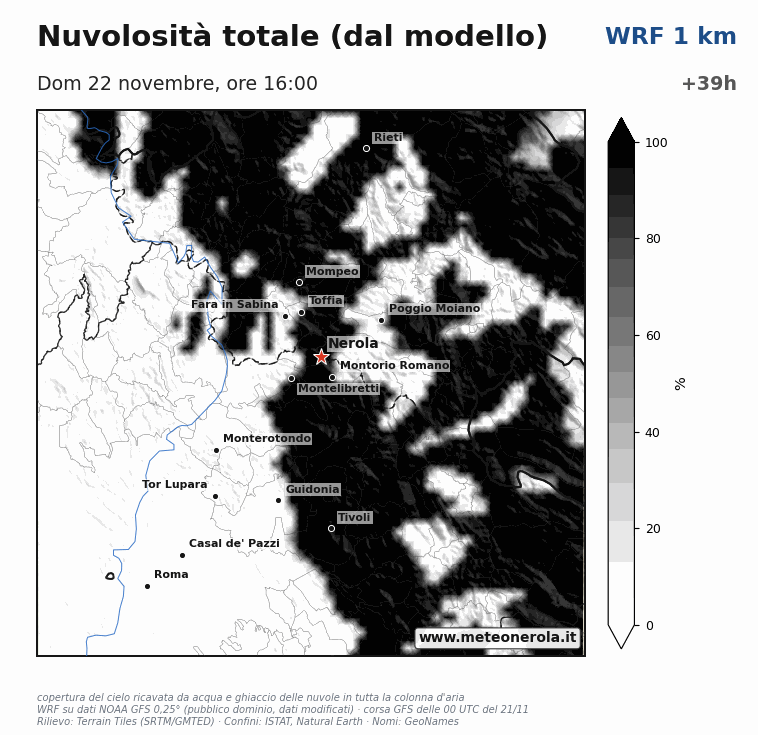 Nuvolosità totale (dal modello)
WRF 1 km
Dom 22 novembre, ore 16:00
+39h
Rieti
Mompeo
Toffia
Fara in Sabina
Poggio Moiano
Nerola
Montorio Romano
Montelibretti
Monterotondo
Tor Lupara
Guidonia
Tivoli
Casal de' Pazzi
Roma
www.meteonerola.it
100
80
60
40
20
0
%
copertura del cielo ricavata da acqua e ghiaccio delle nuvole in tutta la colonna d'aria
WRF su dati NOAA GFS 0,25° (pubblico dominio, dati modificati) · corsa GFS delle 00 UTC del 21/11
Rilievo: Terrain Tiles (SRTM/GMTED) · Confini: ISTAT, Natural Earth · Nomi: GeoNames